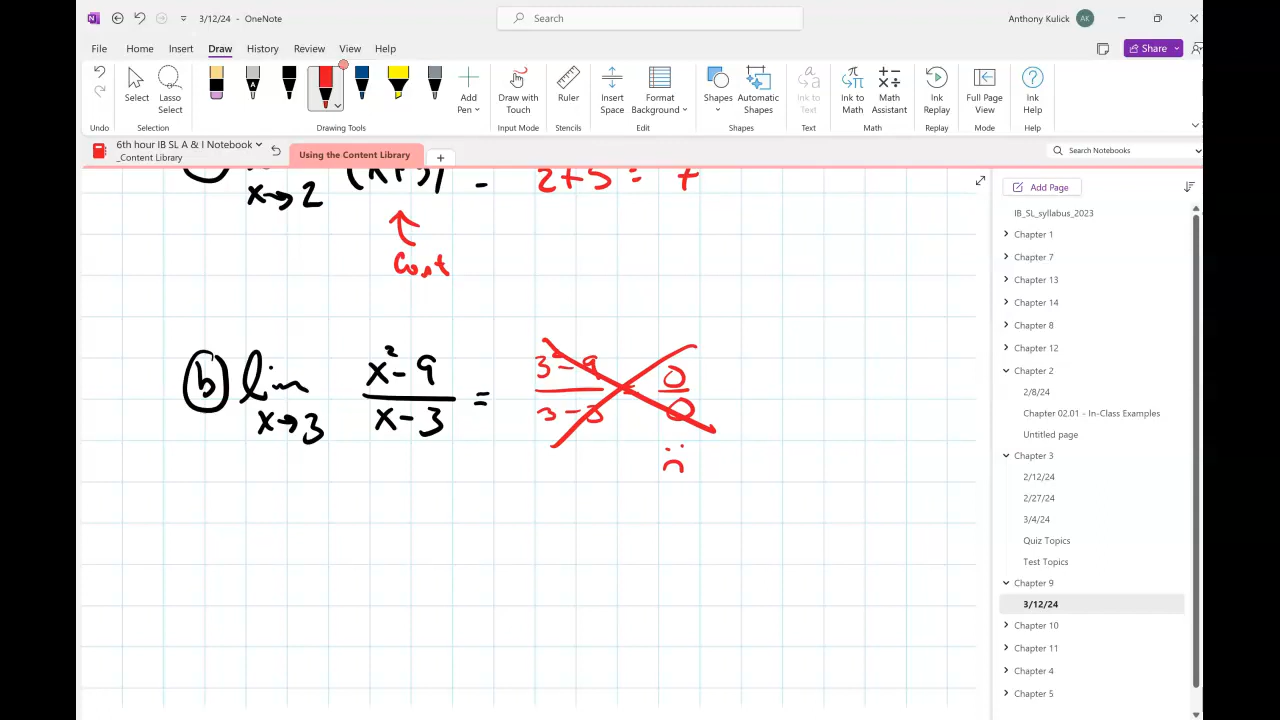 3/12/24 - OneNote
Search
Anthony Kulick
AK
File Home Insert Draw History Review View Help
Share
Select
Lasso Select
Add Pen
Draw with Touch
Ruler
Insert Space
Format Background
Shapes
Automatic Shapes
Ink to Text
Ink to Math
Math Assistant
Ink Replay
Full Page View
Ink Help
Undo Selection Drawing Tools Input Mode Stencils Edit Shapes Text Math Replay Mode Help
6th hour IB SL A & I Notebook
_Content Library
Using the Content Library
Search Notebooks
Add Page
IB_SL_syllabus_2023
Chapter 1
Chapter 7
Chapter 13
Chapter 14
Chapter 8
Chapter 12
Chapter 2
2/8/24
Chapter 02.01 - In-Class Examples
Untitled page
Chapter 3
2/12/24
2/27/24
3/4/24
Quiz Topics
Test Topics
Chapter 9
3/12/24
Chapter 10
Chapter 11
Chapter 4
Chapter 5
x→2 (x+5) = 2+5 = 7
Cont
b lim x→3
x²-9
x-3
=
3²-9
3-3
=
0
0